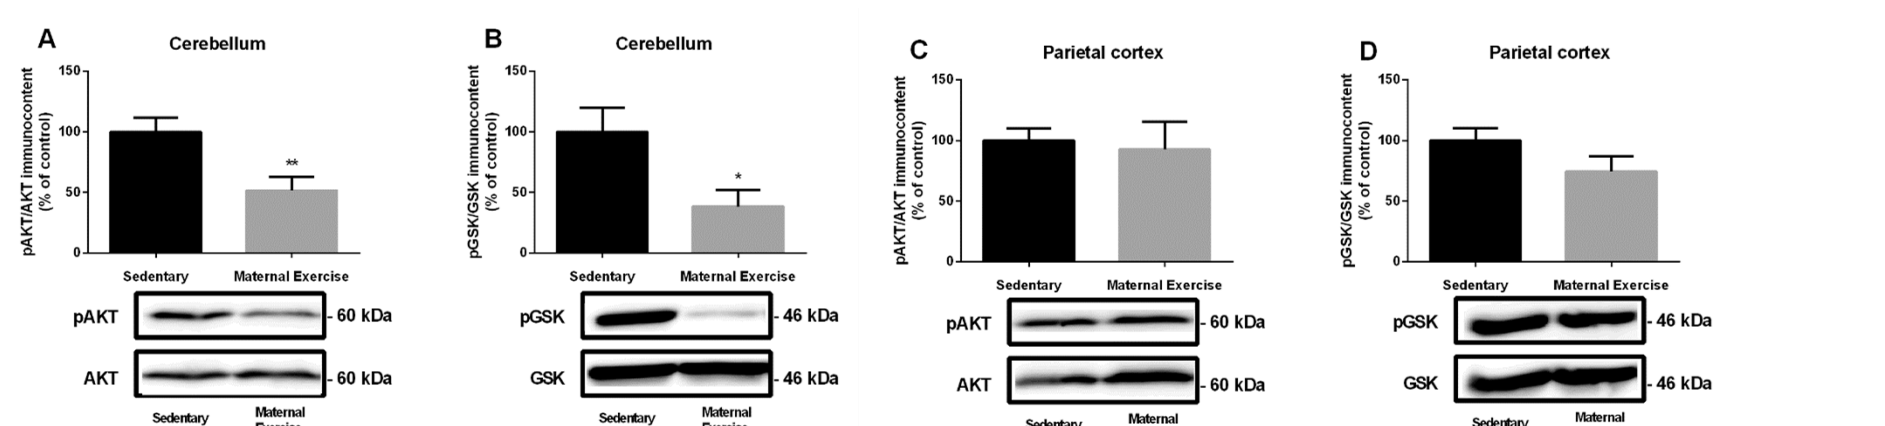 A
Cerebellum
pAKT/AKT immunocontent
(% of control)
150
100
50
0
**
Sedentary
Maternal Exercise
pAKT
- 60 kDa
AKT
- 60 kDa
Sedentary
Maternal
Exercise
B
Cerebellum
pGSK/GSK immunocontent
(% of control)
150
100
50
0
*
Sedentary
Maternal Exercise
pGSK
- 46 kDa
GSK
- 46 kDa
Sedentary
Maternal
Exercise
C
Parietal cortex
pAKT/AKT immunocontent
(% of control)
150
100
50
0
Sedentary
Maternal Exercise
pAKT
- 60 kDa
AKT
- 60 kDa
Sedentary
Maternal
D
Parietal cortex
pGSK/GSK immunocontent
(% of control)
150
100
50
0
Sedentary
Maternal Exercise
pGSK
- 46 kDa
GSK
- 46 kDa
Sedentary
Maternal